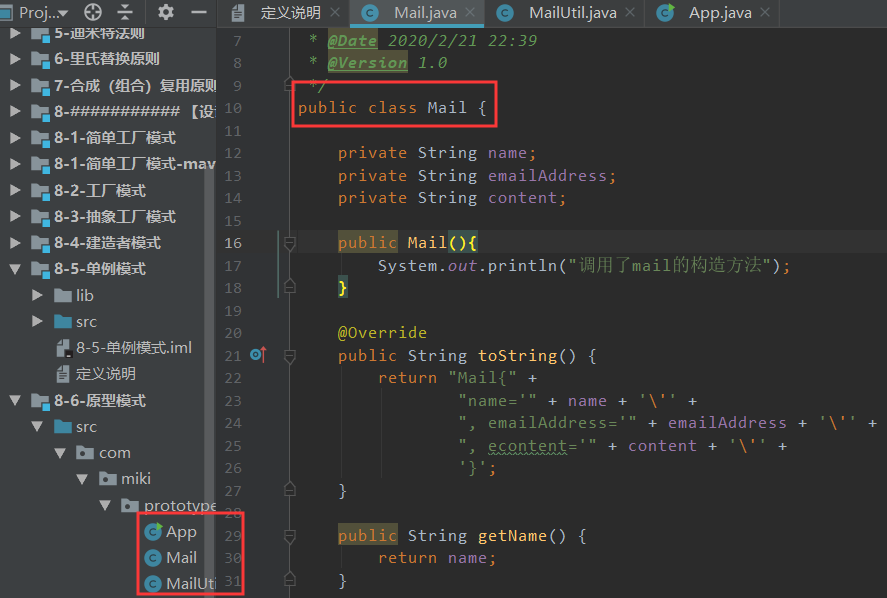 Proj...
定义说明
Mail.java
MailUtil.java
App.java
5-迪米特法则
6-里氏替换原则
7-合成（组合）复用原则
8-########### 【设
8-1-简单工厂模式
8-1-简单工厂模式-mav
8-2-工厂模式
8-3-抽象工厂模式
8-4-建造者模式
8-5-单例模式
lib
src
8-5-单例模式.iml
定义说明
8-6-原型模式
src
com
miki
prototype
App
Mail
MailUti
7 * @Date 2020/2/21 22:39
8 * @Version 1.0
9 */
10 public class Mail {
11
12 private String name;
13 private String emailAddress;
14 private String content;
15
16 public Mail(){
17 System.out.println("调用了mail的构造方法");
18 }
19
20 @Override
21 public String toString() {
22 return "Mail{" +
23 "name='" + name + '\'' +
24 ", emailAddress='" + emailAddress + '\'' +
25 ", econtent='" + content + '\'' +
26 '}';
27 }
28
29 public String getName() {
30 return name;
31 }